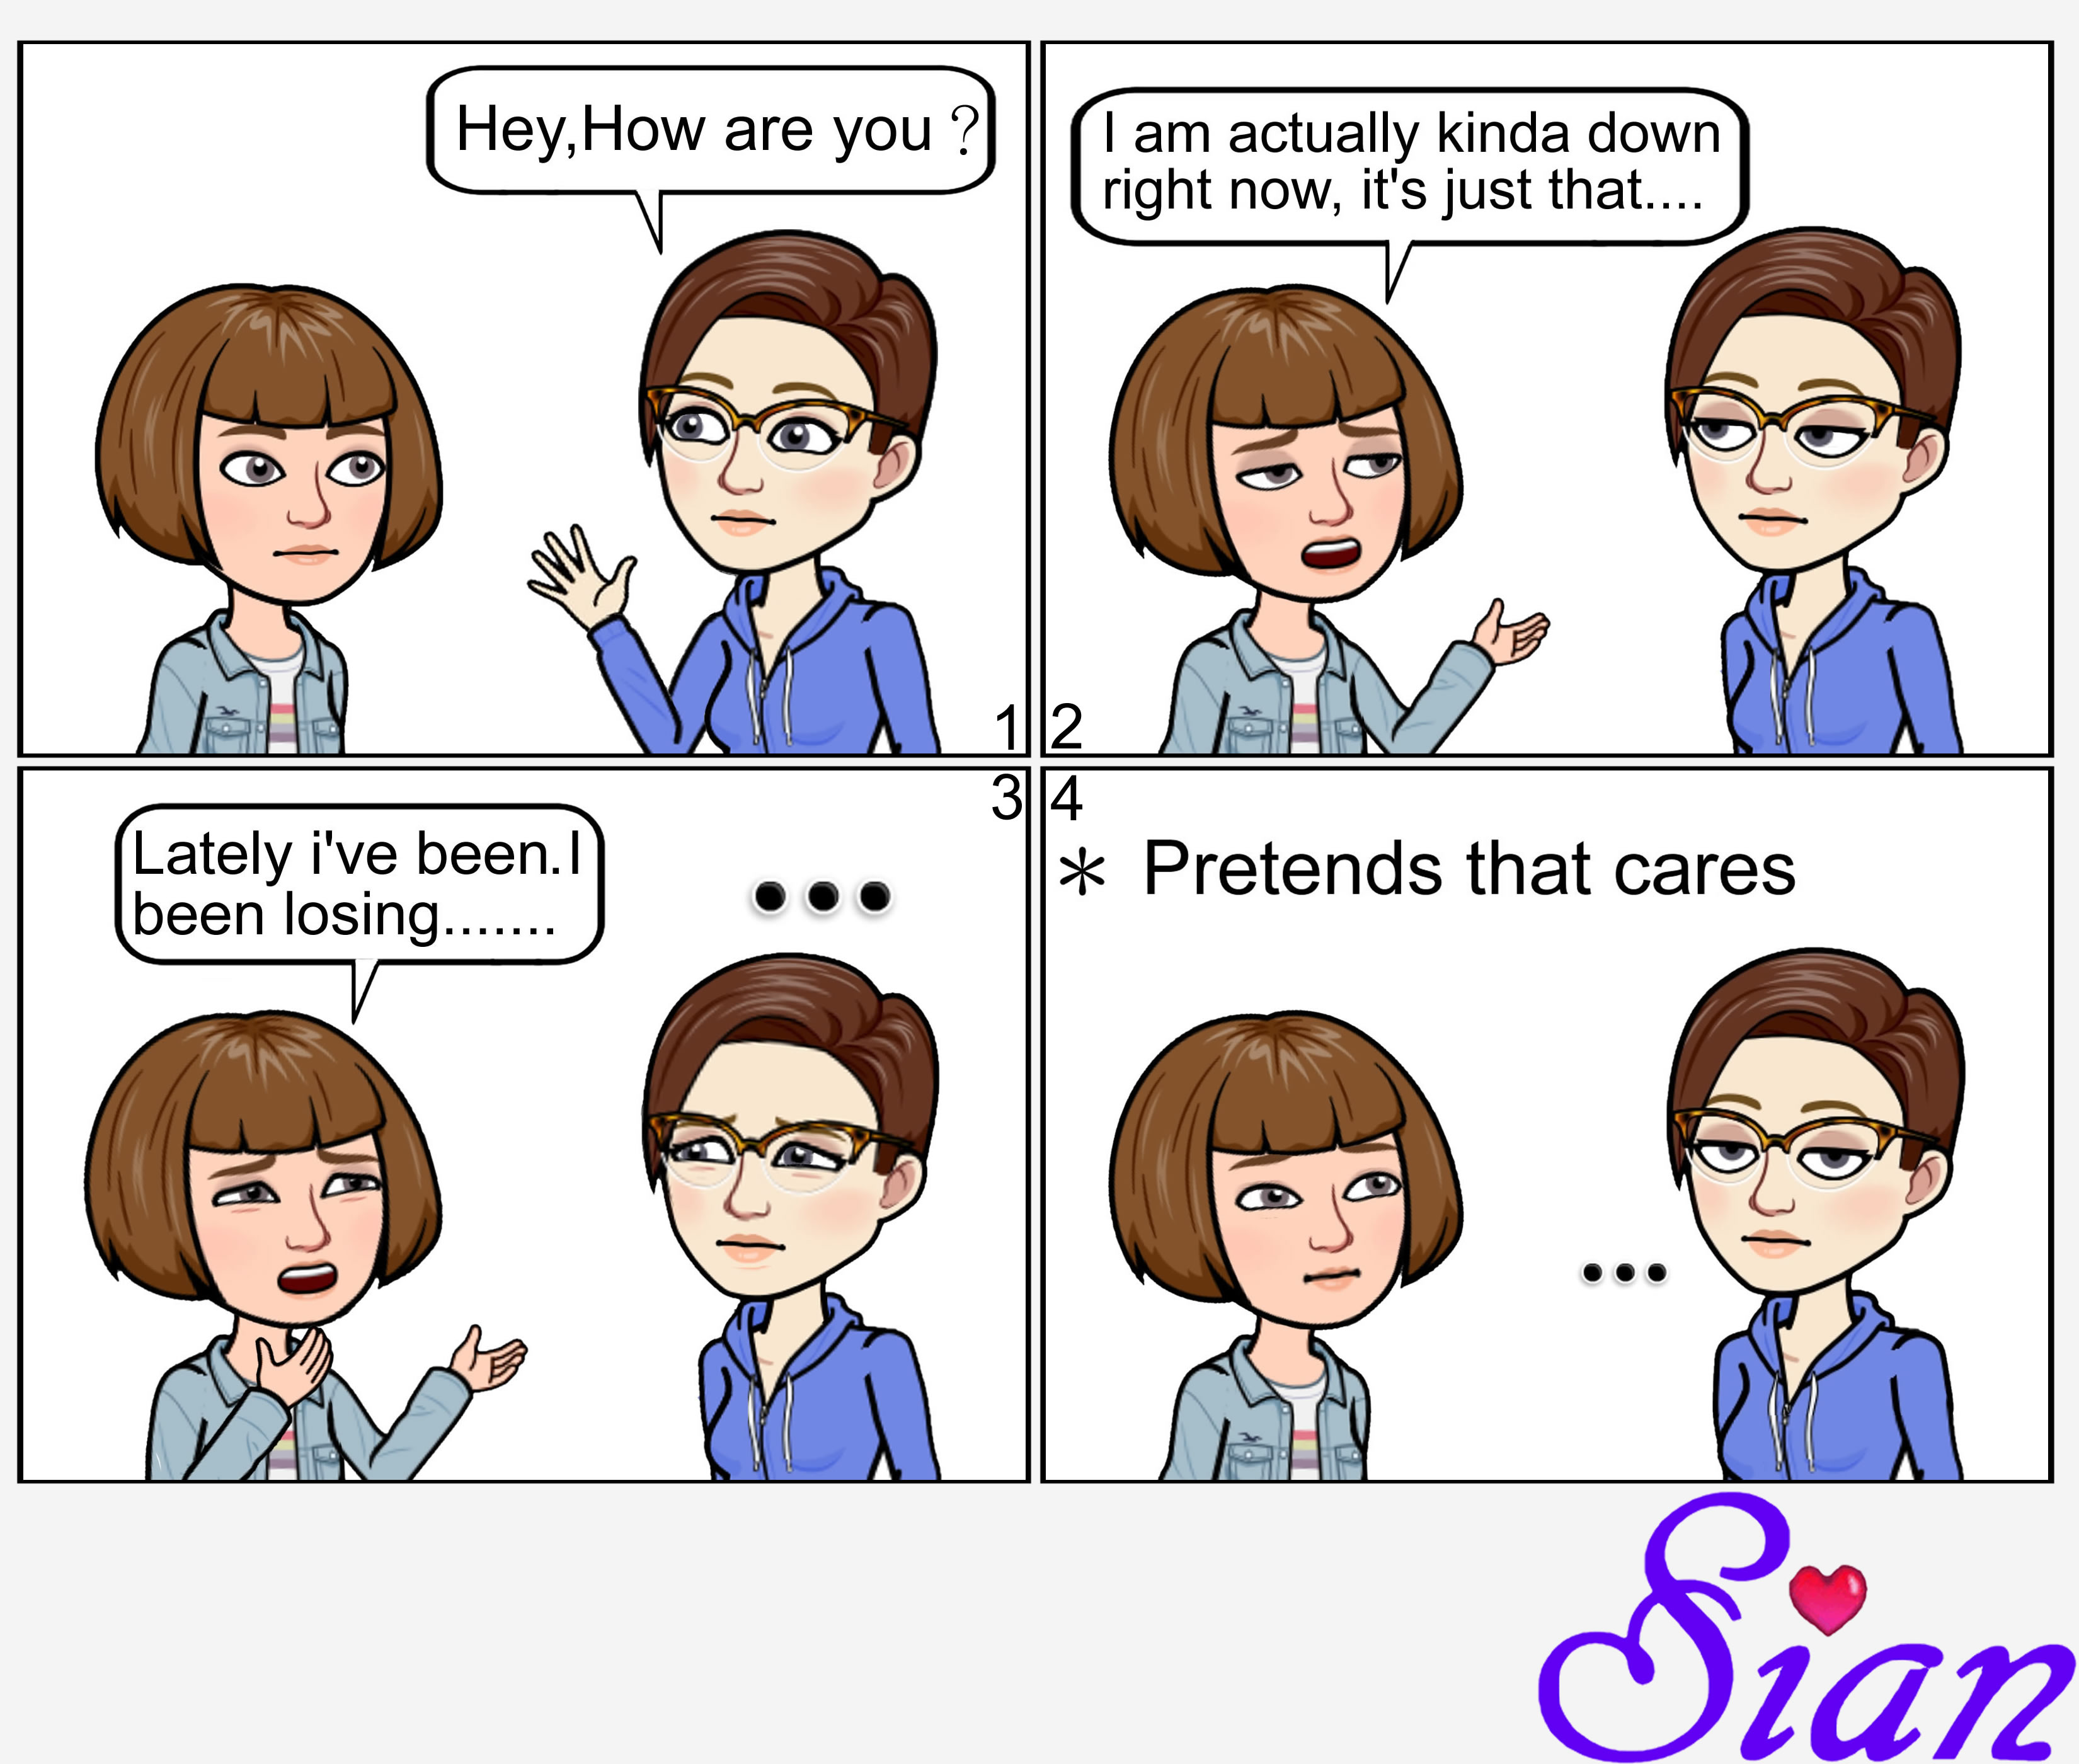 Hey,How are you ?
1
I am actually kinda down
right now, it's just that....
2
3
Lately i've been.I
been losing.......
...
4
* Pretends that cares
...
Sian